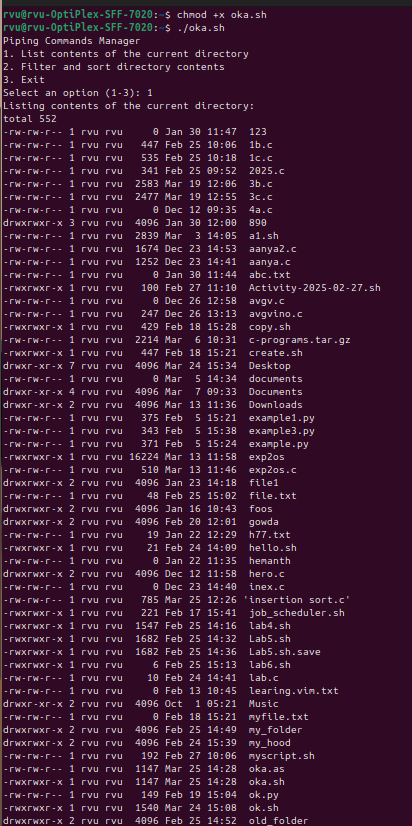 rvu@rvu-OptiPlex-SFF-7020:~$ chmod +x oka.sh
rvu@rvu-OptiPlex-SFF-7020:~$ ./oka.sh
Piping Commands Manager
1. List contents of the current directory
2. Filter and sort directory contents
3. Exit
Select an option (1-3): 1
Listing contents of the current directory:
total 552
-rw-rw-r-- 1 rvu rvu     0 Jan 30 11:47  123
-rw-rw-r-- 1 rvu rvu   447 Feb 25 10:06  1b.c
-rw-rw-r-- 1 rvu rvu   535 Feb 25 10:18  1c.c
-rw-rw-r-- 1 rvu rvu   341 Feb 25 09:52  2025.c
-rw-rw-r-- 1 rvu rvu  2583 Mar 19 12:06  3b.c
-rw-rw-r-- 1 rvu rvu  2477 Mar 19 12:55  3c.c
-rw-rw-r-- 1 rvu rvu     0 Dec 12 09:35  4a.c
drwxrwxr-x 3 rvu rvu  4096 Jan 30 12:00  890
-rw-rw-r-- 1 rvu rvu  2839 Mar  3 14:05  a1.sh
-rw-rw-r-- 1 rvu rvu  1674 Dec 23 14:53  aanya2.c
-rw-rw-r-- 1 rvu rvu  1252 Dec 23 14:41  aanya.c
-rw-rw-r-- 1 rvu rvu     0 Jan 30 11:44  abc.txt
-rwxrwxr-x 1 rvu rvu   100 Feb 27 11:10  Activity-2025-02-27.sh
-rw-rw-r-- 1 rvu rvu     0 Dec 26 12:58  avgv.c
-rw-rw-r-- 1 rvu rvu   247 Dec 26 13:13  avgvino.c
-rwxrwxr-x 1 rvu rvu   429 Feb 18 15:28  copy.sh
-rw-rw-r-- 1 rvu rvu  2214 Mar  6 10:31  c-programs.tar.gz
-rwxrwxr-x 1 rvu rvu   447 Feb 18 15:21  create.sh
drwxr-xr-x 7 rvu rvu  4096 Mar 24 15:34  Desktop
-rw-rw-r-- 1 rvu rvu     0 Mar  5 14:34  documents
drwxr-xr-x 4 rvu rvu  4096 Mar  7 09:33  Documents
drwxr-xr-x 2 rvu rvu  4096 Mar 13 11:36  Downloads
-rw-rw-r-- 1 rvu rvu   375 Feb  5 15:21  example1.py
-rw-rw-r-- 1 rvu rvu   343 Feb  5 15:38  example3.py
-rw-rw-r-- 1 rvu rvu   371 Feb  5 15:24  example.py
-rwxrwxr-x 1 rvu rvu 16224 Mar 13 11:58  exp2os
-rw-rw-r-- 1 rvu rvu   510 Mar 13 11:46  exp2os.c
drwxrwxr-x 2 rvu rvu  4096 Jan 23 14:18  file1
-rw-rw-r-- 1 rvu rvu    48 Feb 25 15:02  file.txt
drwxrwxr-x 2 rvu rvu  4096 Jan 16 10:43  foos
drwxrwxr-x 2 rvu rvu  4096 Feb 20 12:01  gowda
-rw-rw-r-- 1 rvu rvu    19 Jan 22 12:29  h77.txt
-rwxrwxr-x 1 rvu rvu    21 Feb 24 14:09  hello.sh
-rw-rw-r-- 1 rvu rvu     0 Jan 22 11:35  hemanth
drwxrwxr-x 2 rvu rvu  4096 Dec 12 11:58  hero.c
-rw-rw-r-- 1 rvu rvu     0 Dec 23 14:40  inex.c
-rw-rw-r-- 1 rvu rvu   785 Mar 25 12:26 'insertion sort.c'
-rwxrwxr-x 1 rvu rvu   221 Feb 17 15:41  job_scheduler.sh
-rwxrwxr-x 1 rvu rvu  1547 Feb 25 14:16  lab4.sh
-rwxrwxr-x 1 rvu rvu  1682 Feb 25 14:32  Lab5.sh
-rwxrwxr-x 1 rvu rvu  1682 Feb 25 14:36  Lab5.sh.save
-rwxrwxr-x 1 rvu rvu     6 Feb 25 15:13  lab6.sh
-rw-rw-r-- 1 rvu rvu    10 Feb 24 14:41  lab.c
-rw-rw-r-- 1 rvu rvu     0 Feb 13 10:45  learing.vim.txt
drwxr-xr-x 2 rvu rvu  4096 Oct  1 05:21  Music
-rw-rw-r-- 1 rvu rvu     0 Feb 18 15:21  myfile.txt
drwxrwxr-x 2 rvu rvu  4096 Feb 25 14:49  my_folder
drwxrwxr-x 2 rvu rvu  4096 Feb 24 15:39  my_hood
-rwxrwxr-x 1 rvu rvu   192 Feb 27 10:06  myscript.sh
-rw-rw-r-- 1 rvu rvu  1147 Mar 25 14:28  oka.as
-rwxrwxr-x 1 rvu rvu  1147 Mar 25 14:28  oka.sh
-rw-rw-r-- 1 rvu rvu   149 Feb 19 15:04  ok.py
-rwxrwxr-x 1 rvu rvu  1540 Mar 24 15:08  ok.sh
drwxrwxr-x 2 rvu rvu  4096 Feb 25 14:52  old_folder